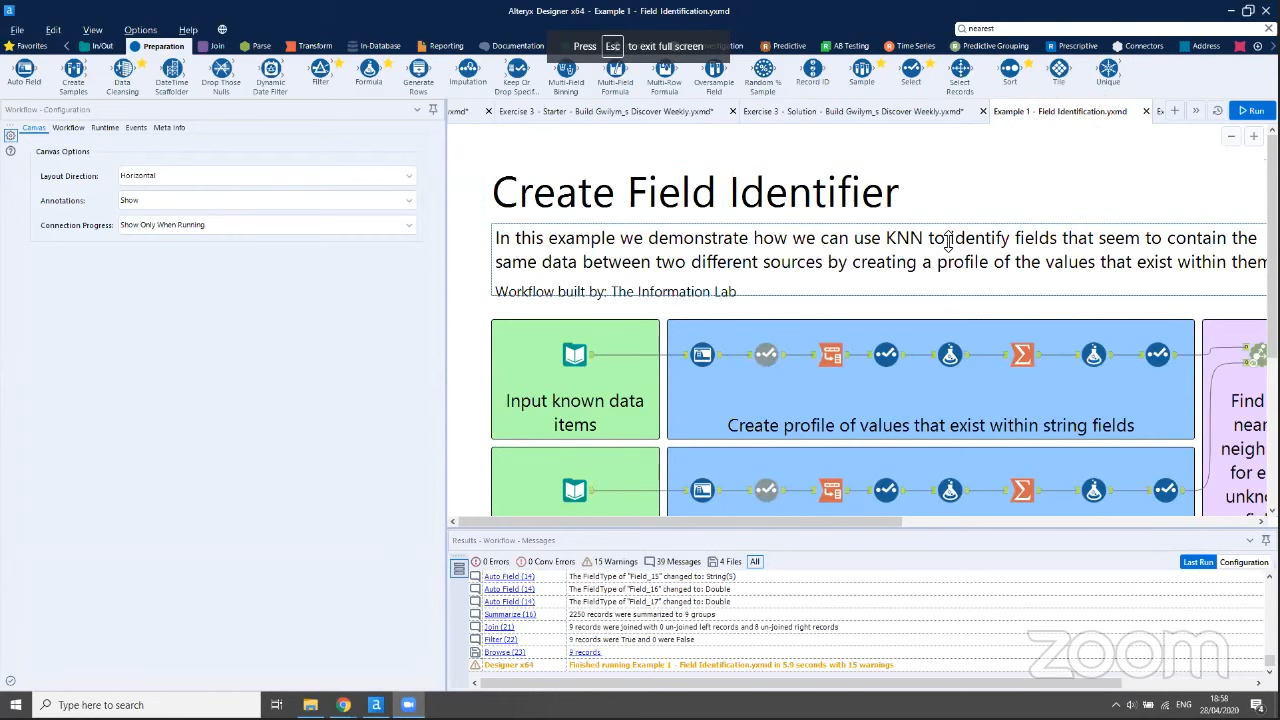 Alteryx Designer x64 - Example 1 - Field Identification.yxmd
File Edit View Options Help
nearest
Press Esc to exit full screen
Favorites In/Out Preparation Join Parse Transform In-Database Reporting Documentation Predictive AB Testing Time Series Predictive Grouping Prescriptive Connectors Address
Auto Field Create Samples Data Cleansing Date Time Scaffolder Drop Those Nulls Dynamic Date Filter Filter Formula Generate Rows Imputation Keep Or Drop Specif... Multi-Field Binning Multi-Field Formula Multi-Row Formula Oversample Field Random % Sample Record ID Sample Select Select Records Sort Tile Unique
Workflow - Configuration
xmd* Exercise 3 - Starter - Build Gwilym_s Discover Weekly.yxmd* Exercise 3 - Solution - Build Gwilym_s Discover Weekly.yxmd* Example 1 - Field Identification.yxmd Run
Canvas Workflow Runtime Events Meta Info
Canvas Options
Layout Direction: Horizontal
Annotations: Show
Connection Progress: Show Only When Running
Create Field Identifier
In this example we demonstrate how we can use KNN to identify fields that seem to contain the
same data between two different sources by creating a profile of the values that exist within them
Workflow built by: The Information Lab
Input known data
items
Create profile of values that exist within string fields
Find
near
neigh
for e
unkno
Results - Workflow - Messages
0 Errors 0 Conv Errors 15 Warnings 39 Messages 4 Files All Last Run Configuration
Auto Field (14) The FieldType of "Field_15" changed to: String(5)
Auto Field (14) The FieldType of "Field_16" changed to: Double
Auto Field (14) The FieldType of "Field_17" changed to: Double
Summarize (16) 2250 records were summarized to 9 groups
Join (21) 9 records were joined with 0 un-joined left records and 8 un-joined right records
Filter (22) 9 records were True and 0 were False
Browse (23) 9 records
Designer x64 Finished running Example 1 - Field Identification.yxmd in 5.9 seconds with 15 warnings
zoom
Type here to search
ENG
18:58
28/04/2020